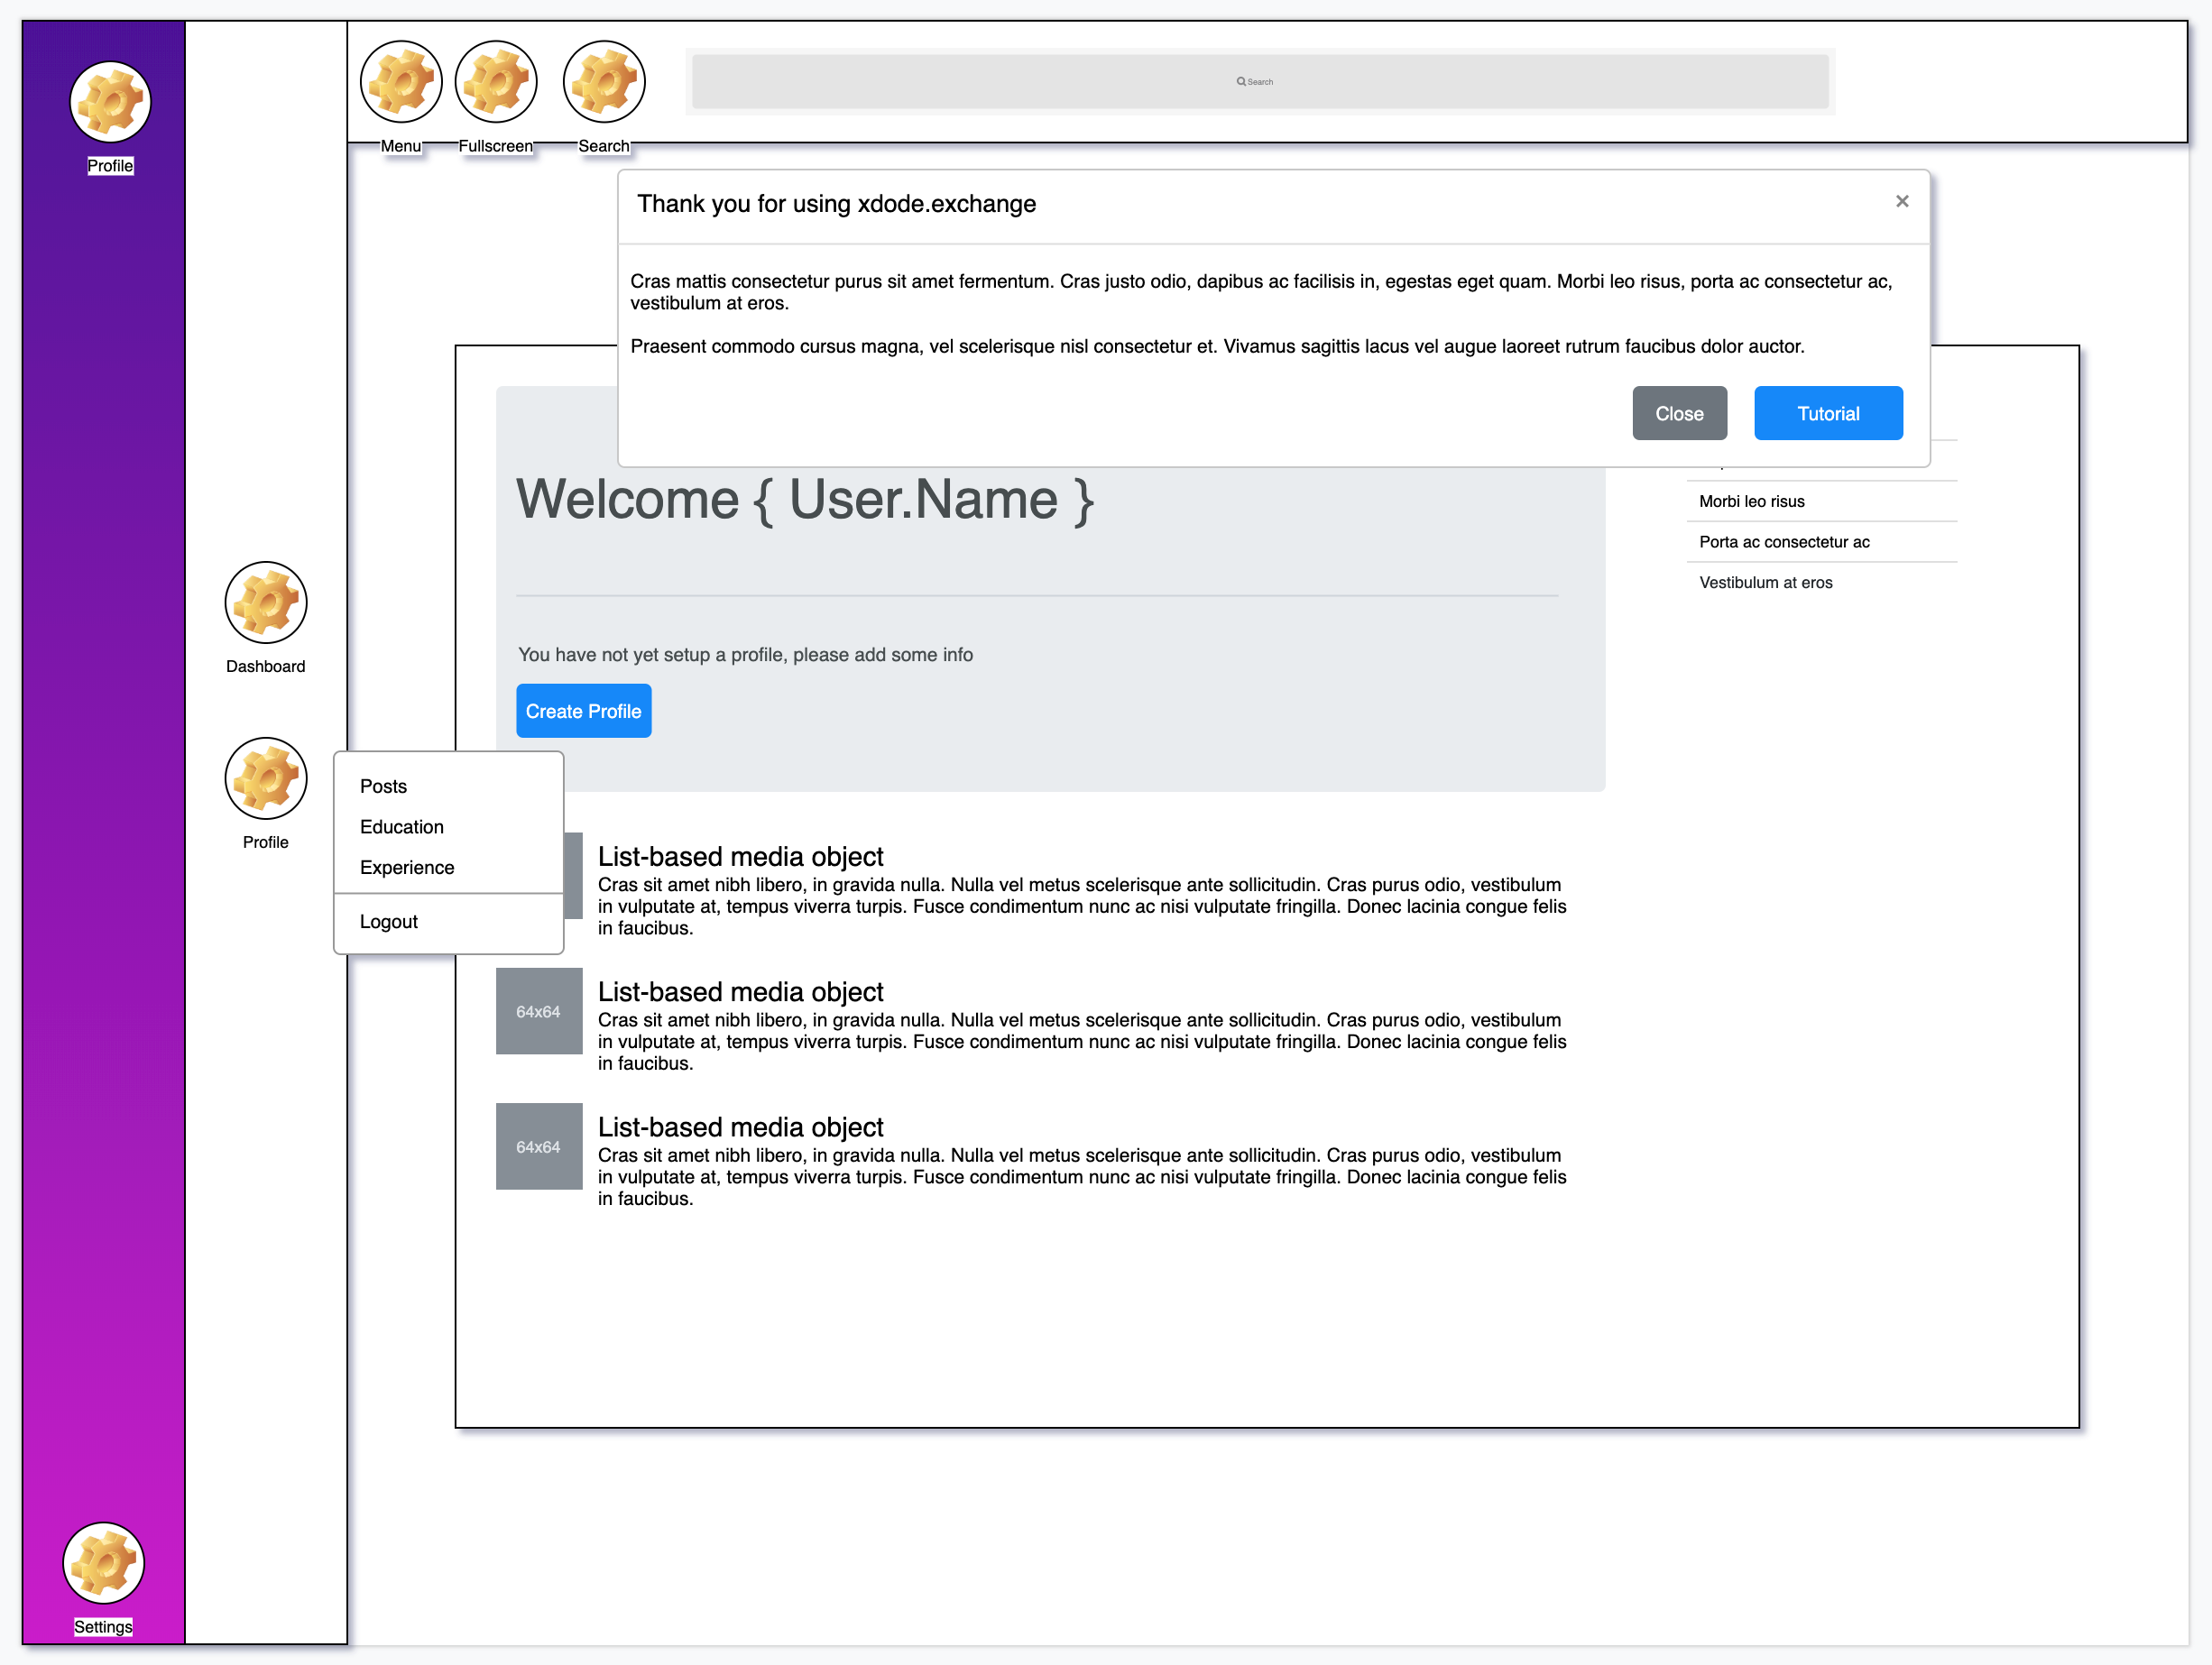 Profile
Menu
Fullscreen
Search
Search
Thank you for using xdode.exchange
×
Cras mattis consectetur purus sit amet fermentum. Cras justo odio, dapibus ac facilisis in, egestas eget quam. Morbi leo risus, porta ac consectetur ac,
vestibulum at eros.
Praesent commodo cursus magna, vel scelerisque nisl consectetur et. Vivamus sagittis lacus vel augue laoreet rutrum faucibus dolor auctor.
Close
Tutorial
Welcome { User.Name }
Morbi leo risus
Porta ac consectetur ac
Vestibulum at eros
You have not yet setup a profile, please add some info
Create Profile
Dashboard
Profile
Posts
Education
Experience
Logout
List-based media object
Cras sit amet nibh libero, in gravida nulla. Nulla vel metus scelerisque ante sollicitudin. Cras purus odio, vestibulum
in vulputate at, tempus viverra turpis. Fusce condimentum nunc ac nisi vulputate fringilla. Donec lacinia congue felis
in faucibus.
64x64
List-based media object
Cras sit amet nibh libero, in gravida nulla. Nulla vel metus scelerisque ante sollicitudin. Cras purus odio, vestibulum
in vulputate at, tempus viverra turpis. Fusce condimentum nunc ac nisi vulputate fringilla. Donec lacinia congue felis
in faucibus.
64x64
List-based media object
Cras sit amet nibh libero, in gravida nulla. Nulla vel metus scelerisque ante sollicitudin. Cras purus odio, vestibulum
in vulputate at, tempus viverra turpis. Fusce condimentum nunc ac nisi vulputate fringilla. Donec lacinia congue felis
in faucibus.
Settings